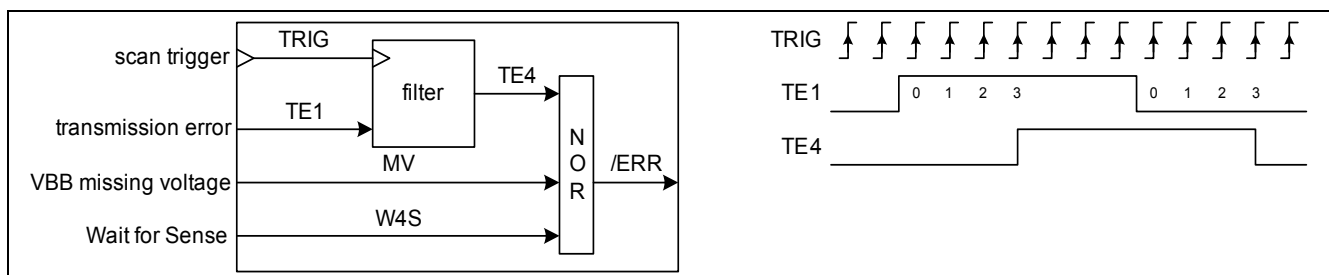 scan trigger
TRIG
transmission error
TE1
filter
TE4
VBB missing voltage
MV
Wait for Sense
W4S
NOR
/ERR
TRIG
TE1
0 1 2 3 0 1 2 3
TE4